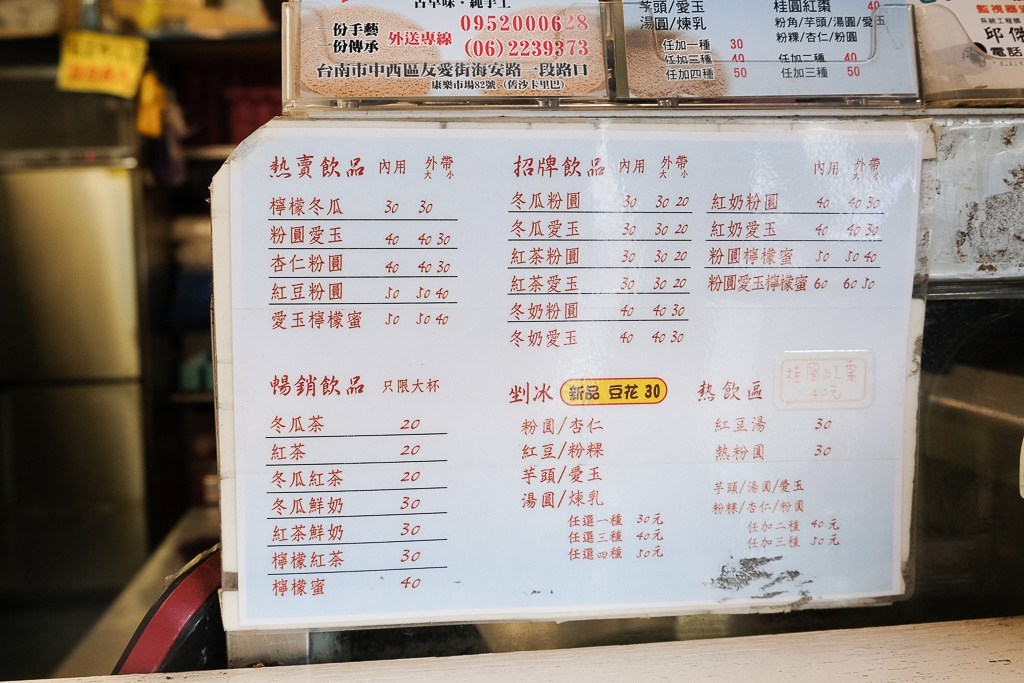 古早味·純手工
份手藝
份傳承
外送專線
0952000628
(06)2239373
台南市中西區友愛街海安路一段路口
康樂市場82號 (舊沙卡里巴)
芋頭/愛玉
湯圓/煉乳
任加一種 30
任加三種 40
任加四種 50
桂圓紅棗 40
粉角/芋頭/湯圓/愛玉
粉粿/杏仁/粉圓
任加二種 40
任加三種 50
監視器
系統工程師
邱傑
電話
熱賣飲品 內用 外帶
大 小
檸檬冬瓜 30 30
粉圓愛玉 40 40 30
杏仁粉圓 40 40 30
紅豆粉圓 50 50 40
愛玉檸檬蜜 50 50 40
招牌飲品 內用 外帶
大 小
冬瓜粉圓 30 30 20
冬瓜愛玉 30 30 20
紅茶粉圓 30 30 20
紅茶愛玉 30 30 20
冬奶粉圓 40 40 30
冬奶愛玉 40 40 30
內用 外帶
大 小
紅奶粉圓 40 40 30
紅奶愛玉 40 40 30
粉圓檸檬蜜 50 50 40
粉圓愛玉檸檬蜜 60 60 50
暢銷飲品 只限大杯
冬瓜茶 20
紅茶 20
冬瓜紅茶 20
冬瓜鮮奶 30
紅茶鮮奶 30
檸檬紅茶 30
檸檬蜜 40
剉冰 新品 豆花 30
粉圓/杏仁
紅豆/粉粿
芋頭/愛玉
湯圓/煉乳
任選一種 30元
任選三種 40元
任選四種 50元
熱飲區
桂圓紅棗
40元
紅豆湯 30
熱粉圓 30
芋頭/湯圓/愛玉
粉粿/杏仁/粉圓
任加二種 40元
任加三種 50元